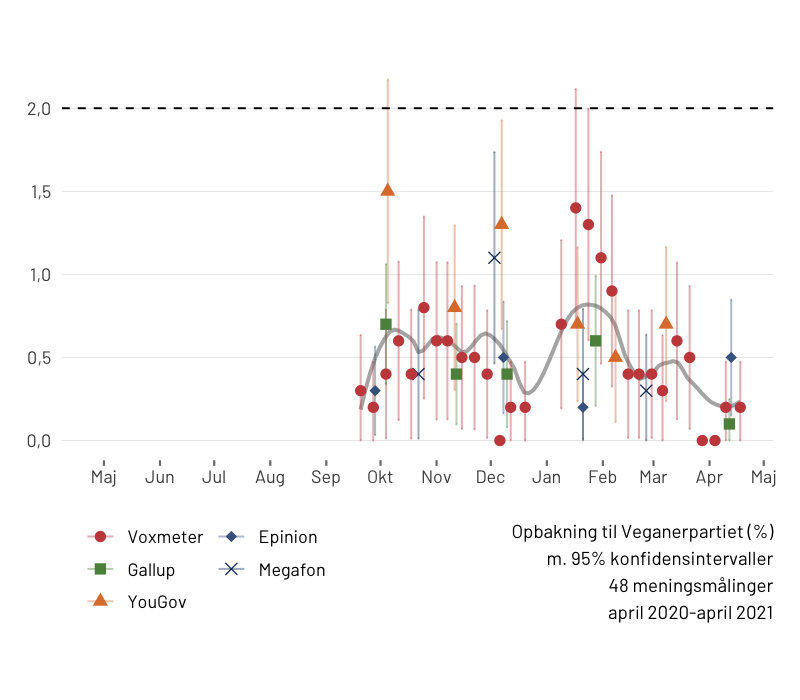 2,0
1,5
1,0
0,5
0,0
Maj Jun Jul Aug Sep Okt Nov Dec Jan Feb Mar Apr Maj
Voxmeter Epinion
Gallup Megafon
YouGov
Opbakning til Veganerpartiet (%)
m. 95% konfidensintervaller
48 meningsmålinger
april 2020-april 2021